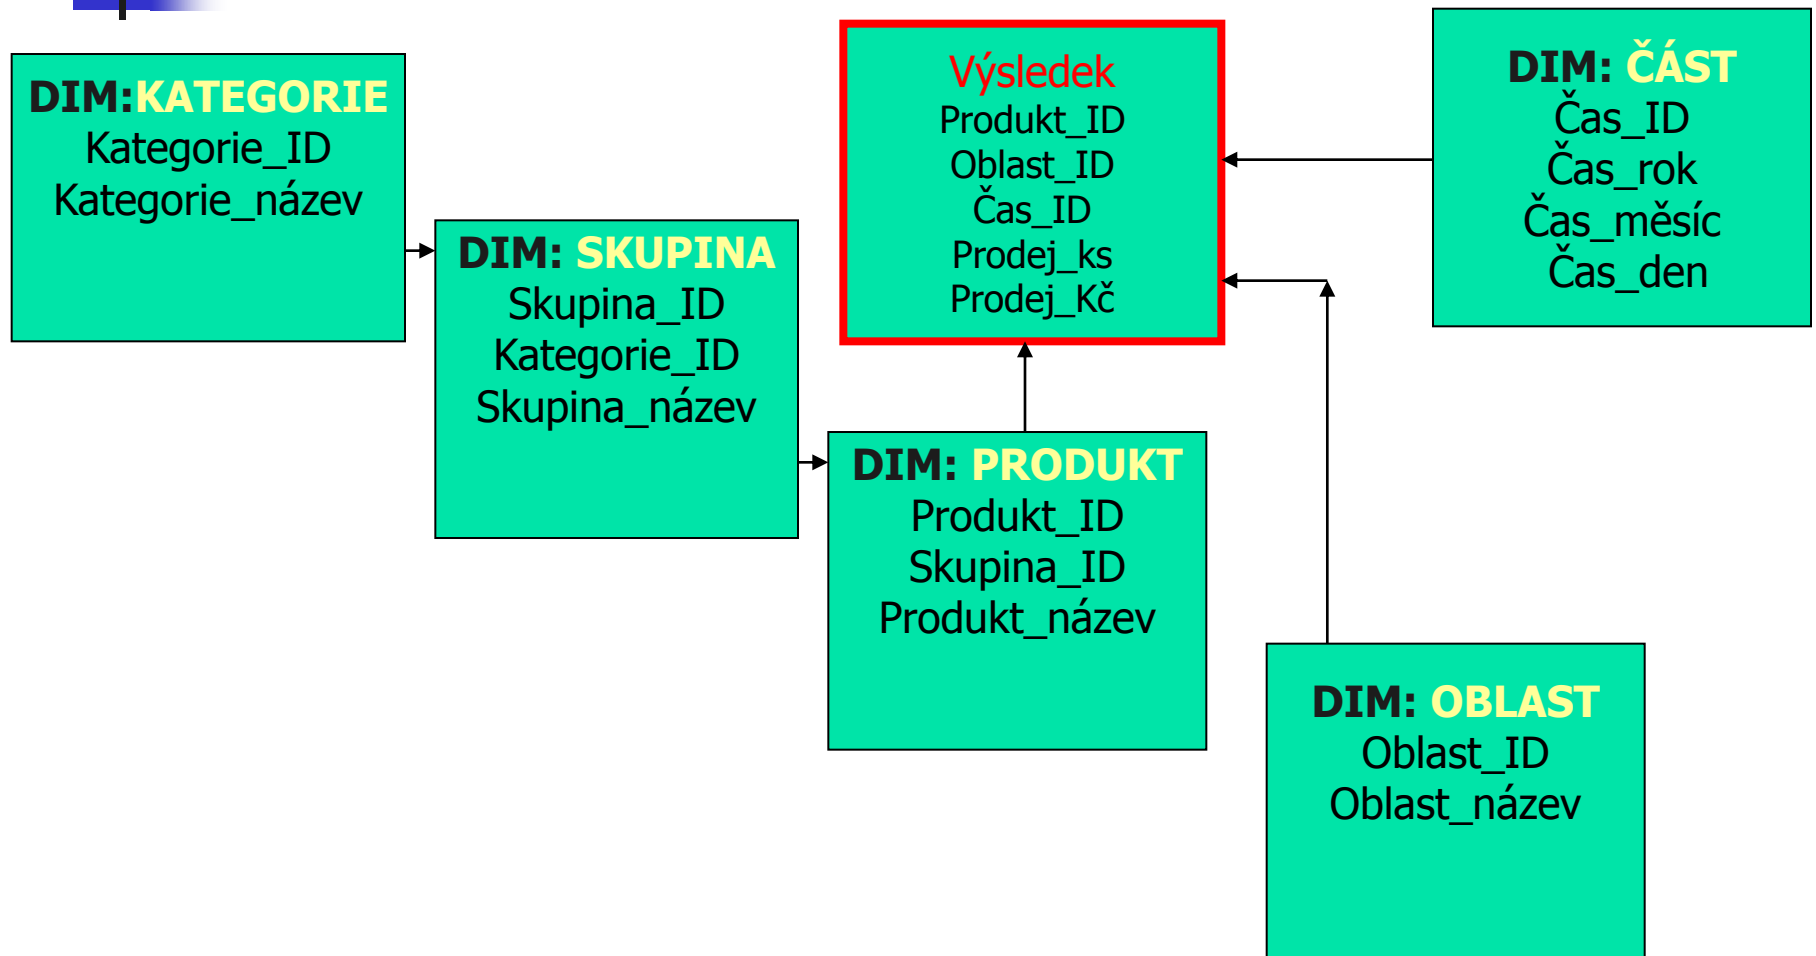 DIM:KATEGORIE
Kategorie_ID
Kategorie_název
DIM: SKUPINA
Skupina_ID
Kategorie_ID
Skupina_název
Výsledek
Produkt_ID
Oblast_ID
Čas_ID
Prodej_ks
Prodej_Kč
DIM: PRODUKT
Produkt_ID
Skupina_ID
Produkt_název
DIM: ČÁST
Čas_ID
Čas_rok
Čas_měsíc
Čas_den
DIM: OBLAST
Oblast_ID
Oblast_název